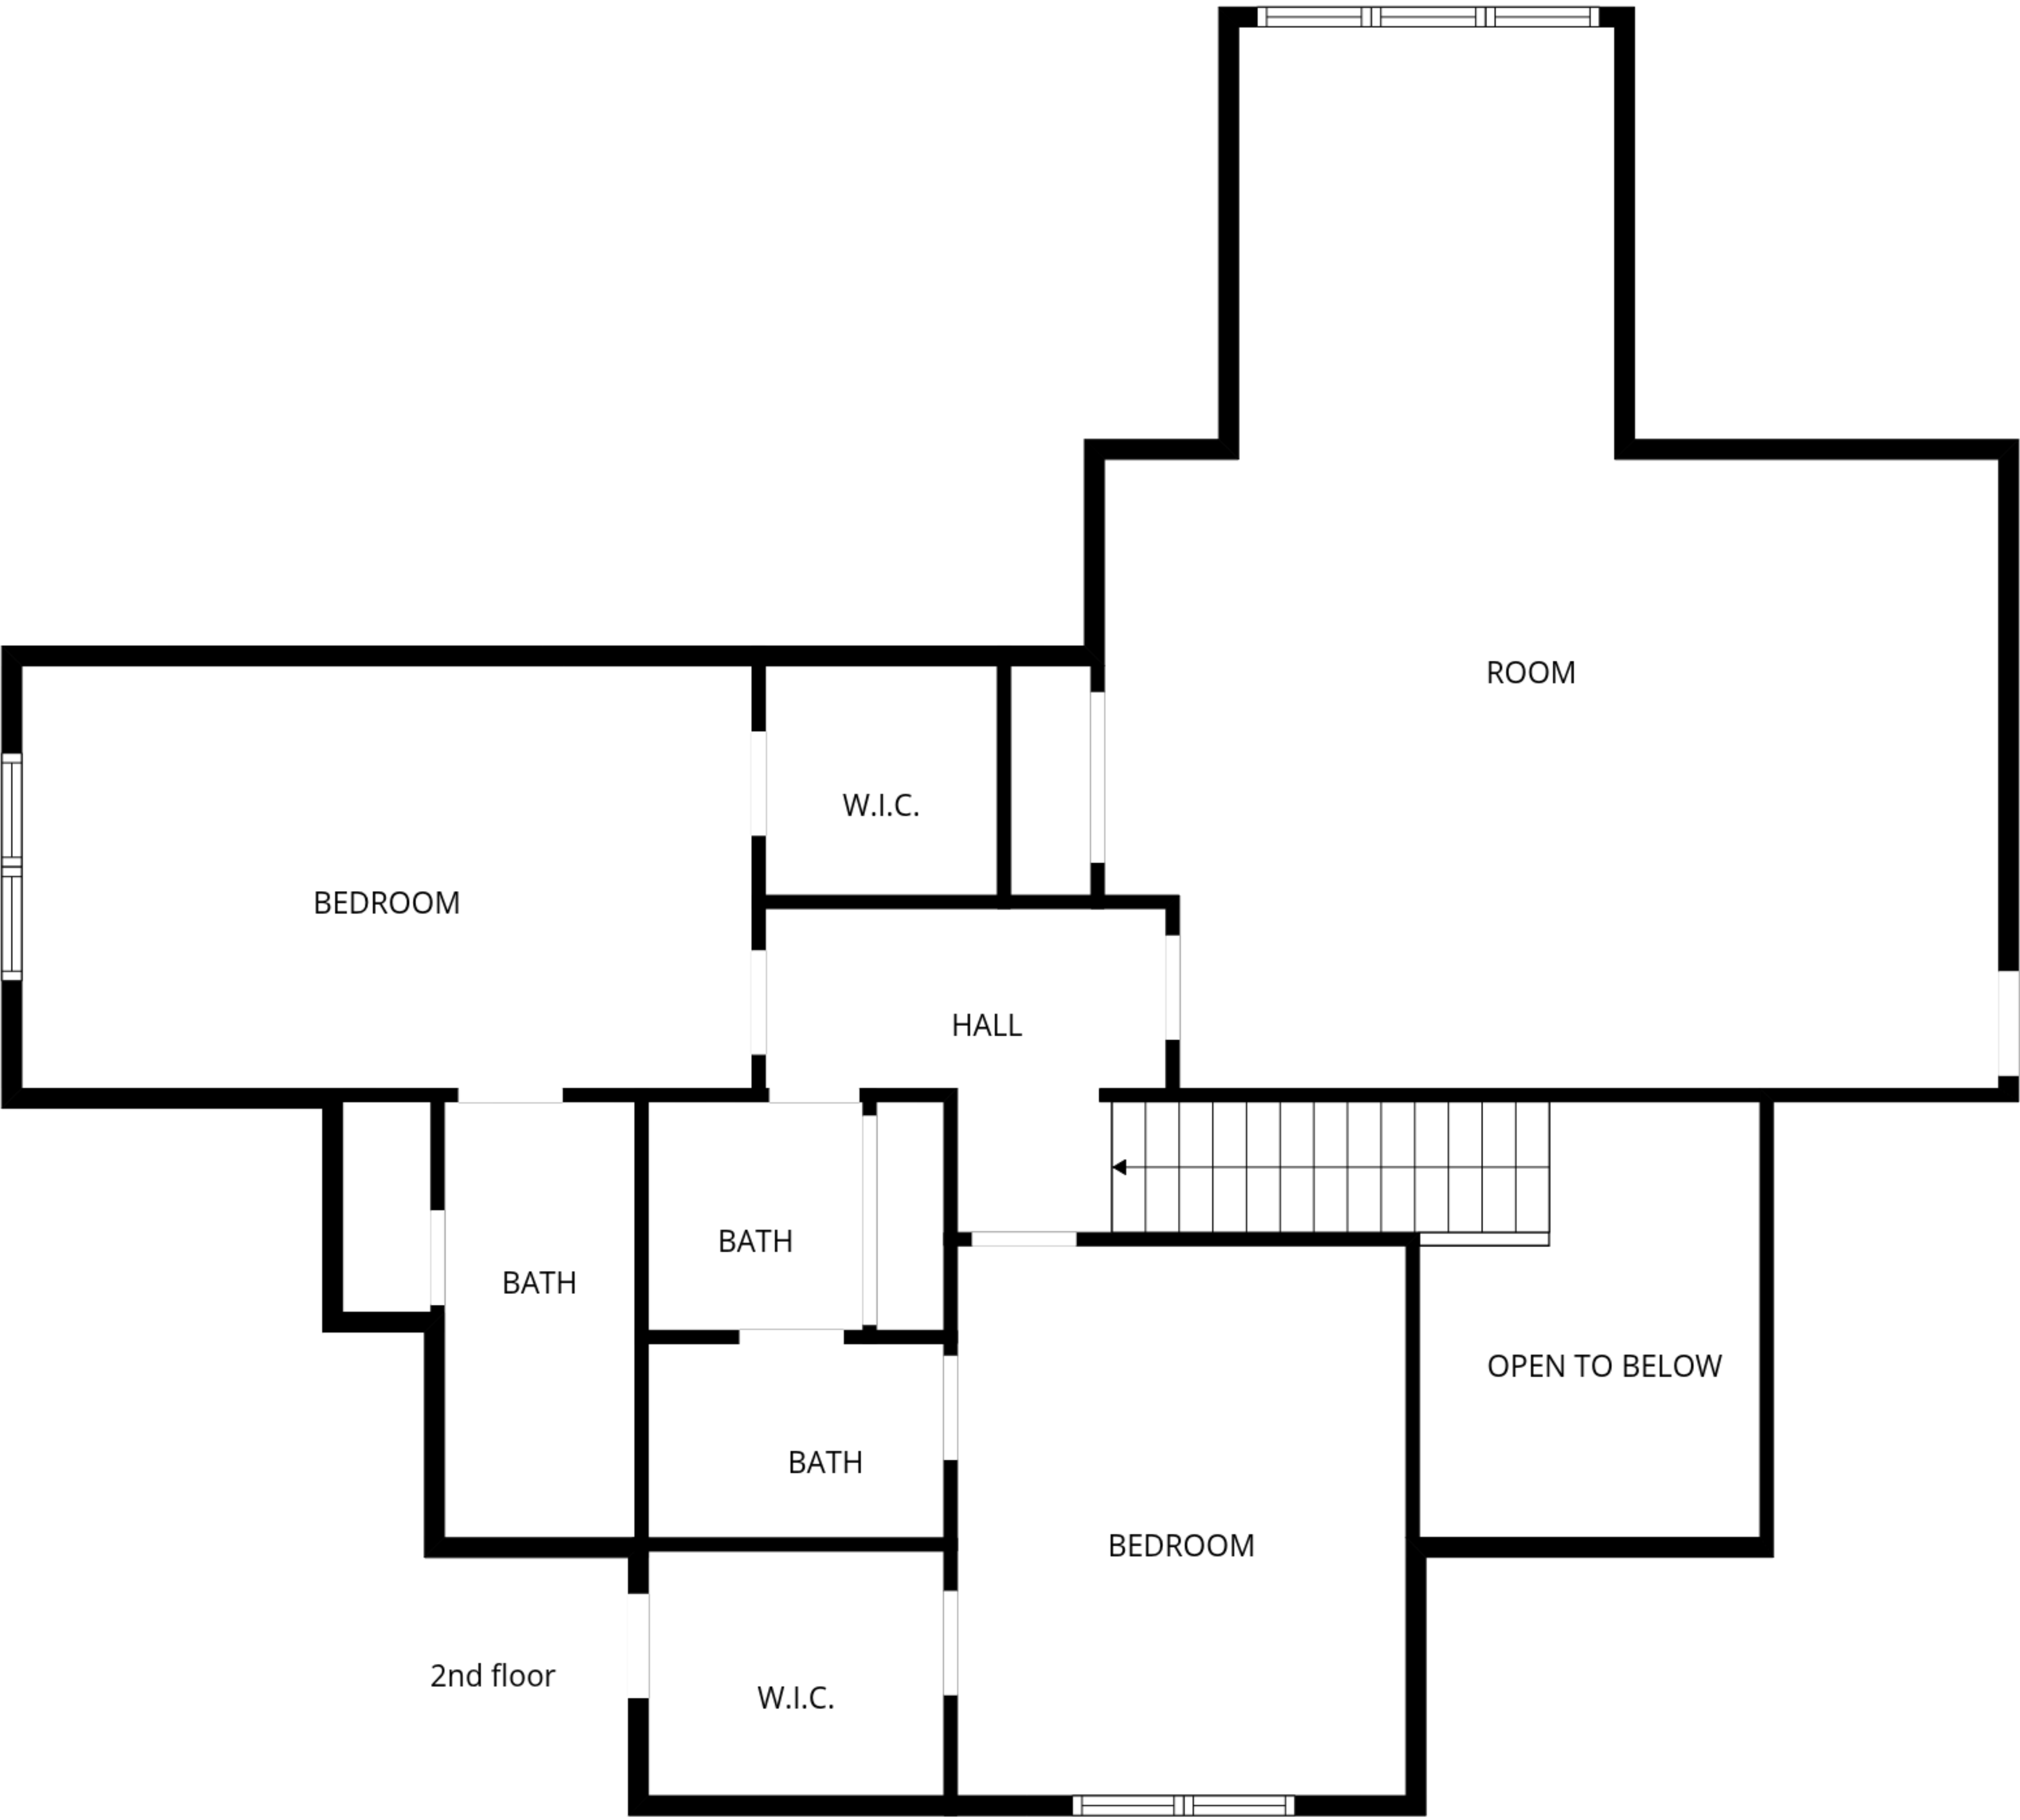 ROOM
W.I.C.
BEDROOM
HALL
BATH
BATH
OPEN TO BELOW
BATH
BEDROOM
2nd floor
W.I.C.